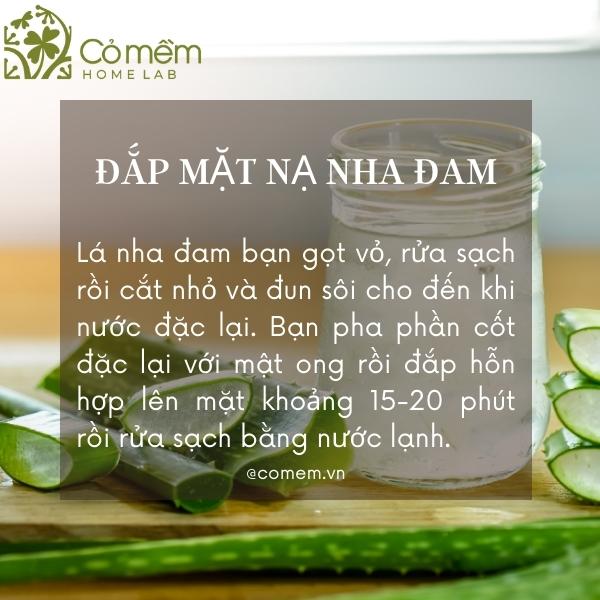 Cỏ mềm
HOME LAB
ĐẮP MẶT NẠ NHA ĐAM
Lá nha đam bạn gọt vỏ, rửa sạch
rồi cắt nhỏ và đun sôi cho đến khi
nước đặc lại. Bạn pha phần cốt
đặc lại với mật ong rồi đắp hỗn
hợp lên mặt khoảng 15-20 phút
rồi rửa sạch bằng nước lạnh.
@comem.vn